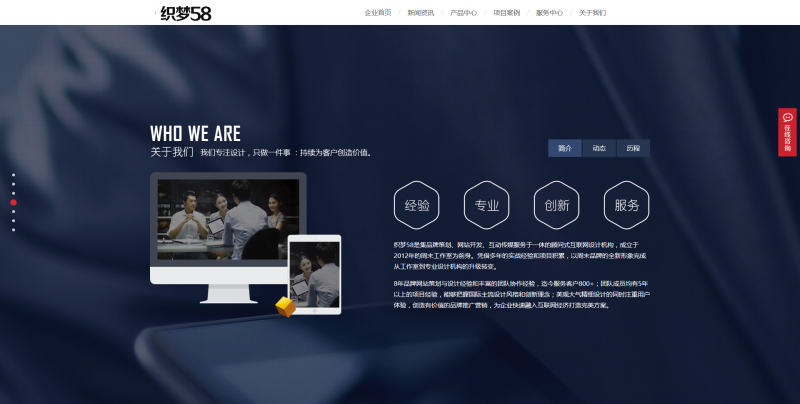 织梦58
企业首页 / 新闻资讯 / 产品中心 / 项目案例 / 服务中心 / 关于我们
WHO WE ARE
关于我们 我们专注设计，只做一件事 ：持续为客户创造价值。
简介 动态 历程
在线咨询
经验 专业 创新 服务
织梦58是集品牌策划、网站开发、互动传媒服务于一体的顾问式互联网设计机构，成立于
2012年的周末工作室为前身。凭借多年的实战经验和项目积累，以周末品牌的全新形象完成
从工作室到专业设计机构的升级转变。
8年品牌网站策划与设计经验和丰富的团队协作经验，迄今服务客户800+；团队成员均有5年
以上的项目经验，能够把握国际主流设计风格和创新理念；美观大气精细设计的同时注重用户
体验，创造有价值的品牌推广营销，为企业快速融入互联网经济打造完美方案。